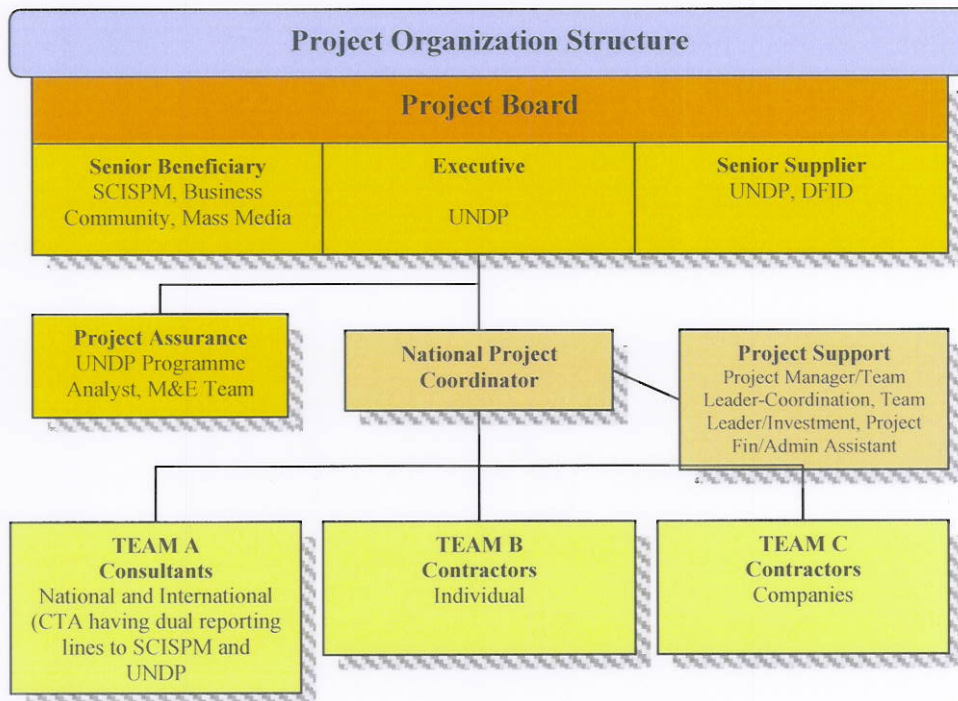 Project Organization Structure
Project Board
Senior Beneficiary
SCISPM, Business
Community, Mass Media
Executive
UNDP
Senior Supplier
UNDP, DFID
Project Assurance
UNDP Programme
Analyst, M&E Team
National Project
Coordinator
Project Support
Project Manager/Team
Leader-Coordination, Team
Leader/Investment, Project
Fin/Admin Assistant
TEAM A
Consultants
National and International
(CTA having dual reporting
lines to SCISPM and
UNDP
TEAM B
Contractors
Individual
TEAM C
Contractors
Companies